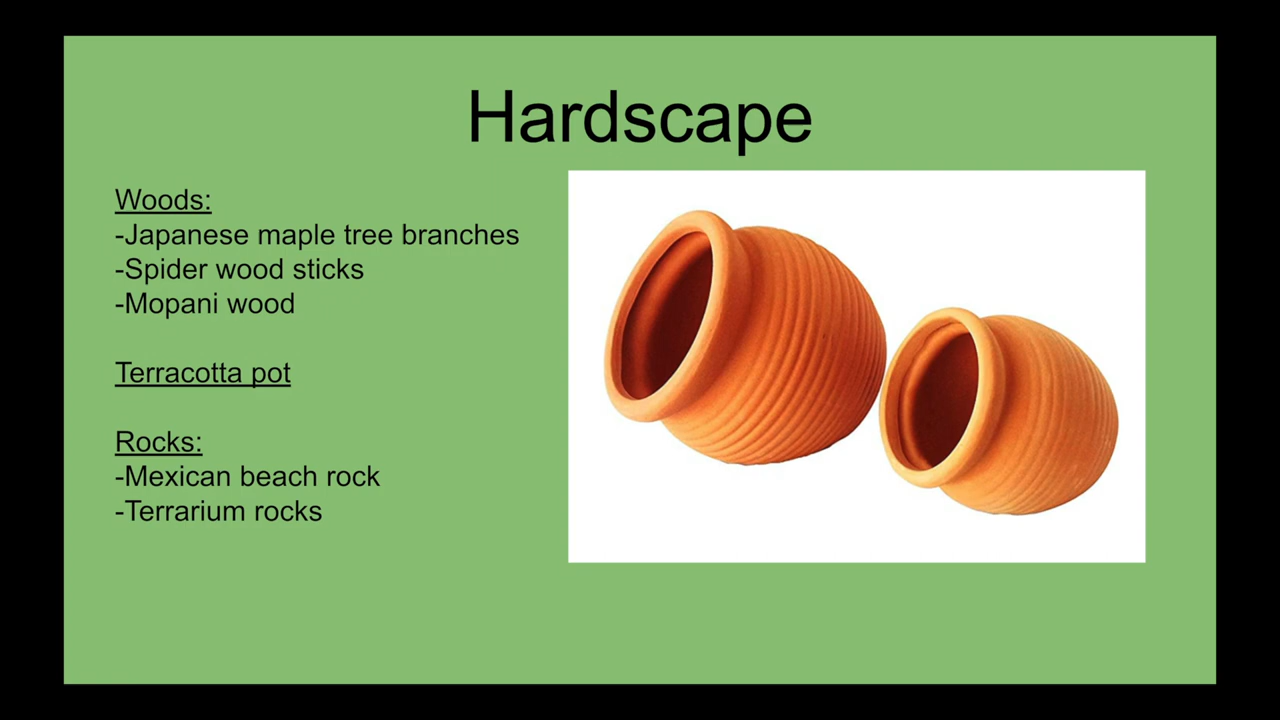 Hardscape
Woods:
-Japanese maple tree branches
-Spider wood sticks
-Mopani wood
Terracotta pot
Rocks:
-Mexican beach rock
-Terrarium rocks